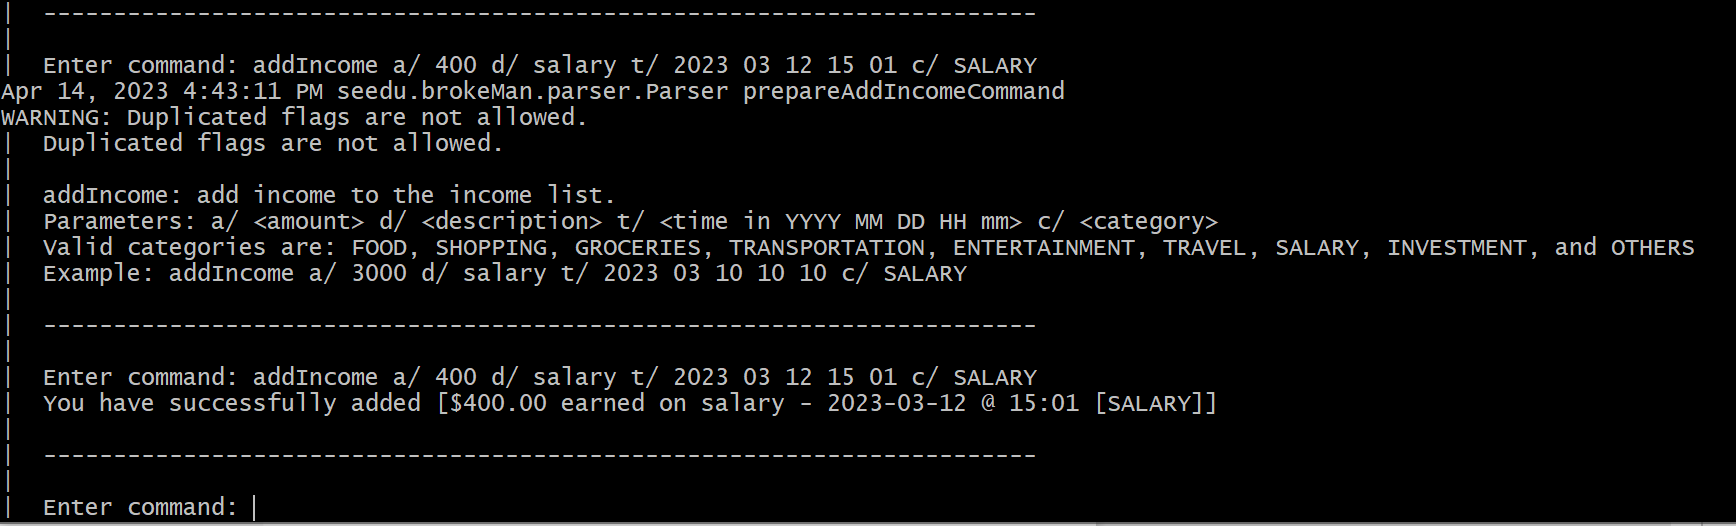 | -----------------------------------------------------------------------
|
| Enter command: addIncome a/ 400 d/ salary t/ 2023 03 12 15 01 c/ SALARY
Apr 14, 2023 4:43:11 PM seedu.brokeMan.parser.Parser prepareAddIncomeCommand
WARNING: Duplicated flags are not allowed.
| Duplicated flags are not allowed.
|
| addIncome: add income to the income list.
| Parameters: a/ <amount> d/ <description> t/ <time in YYYY MM DD HH mm> c/ <category>
| Valid categories are: FOOD, SHOPPING, GROCERIES, TRANSPORTATION, ENTERTAINMENT, TRAVEL, SALARY, INVESTMENT, and OTHERS
| Example: addIncome a/ 3000 d/ salary t/ 2023 03 10 10 10 c/ SALARY
|
| -----------------------------------------------------------------------
|
| Enter command: addIncome a/ 400 d/ salary t/ 2023 03 12 15 01 c/ SALARY
| You have successfully added [$400.00 earned on salary - 2023-03-12 @ 15:01 [SALARY]]
|
| -----------------------------------------------------------------------
|
| Enter command: